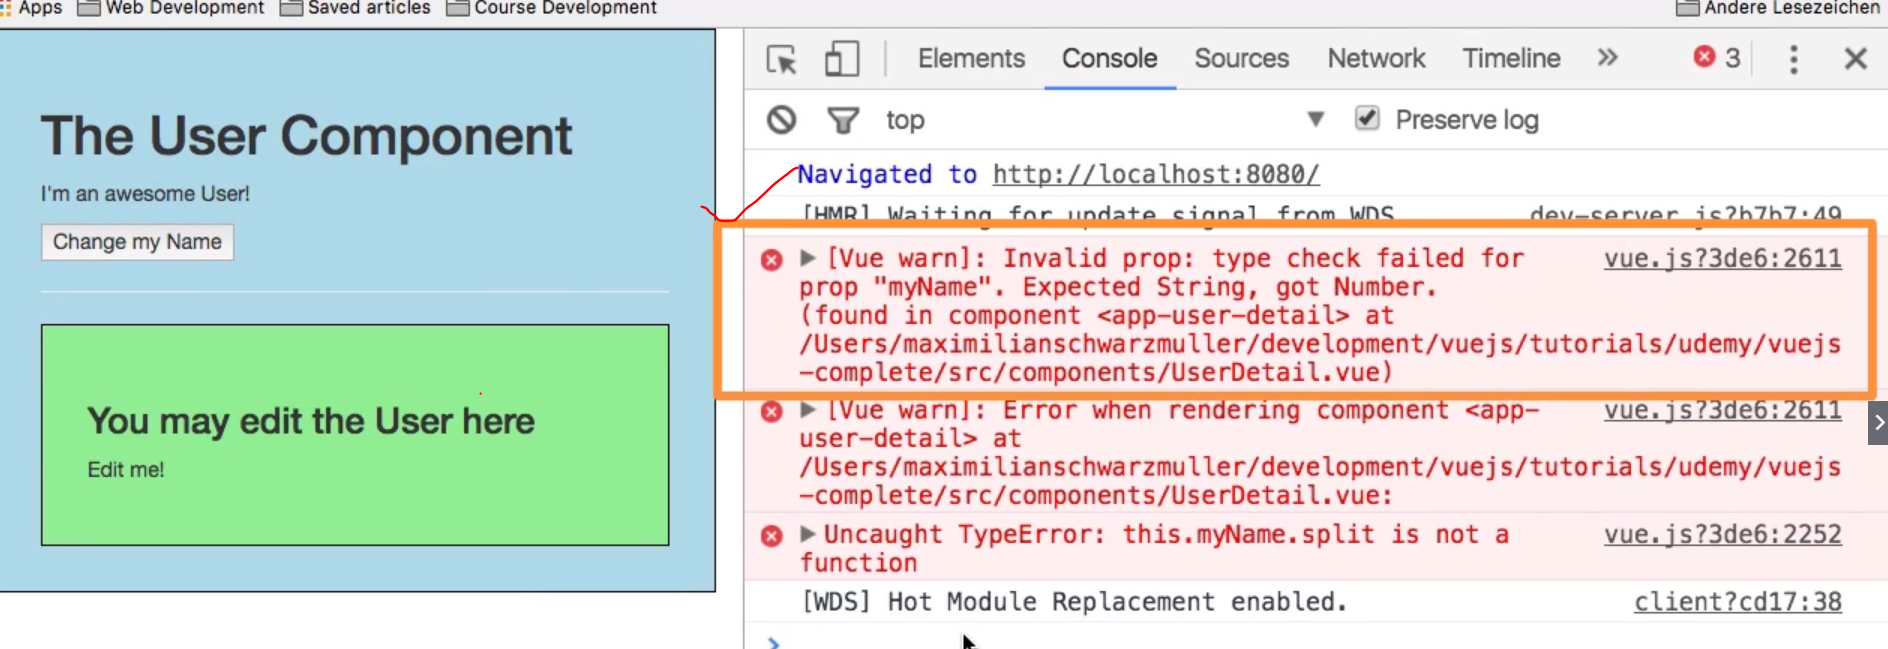 Apps Web Development Saved articles Course Development Andere Lesezeichen
The User Component
I'm an awesome User!
Change my Name
You may edit the User here
Edit me!
Elements Console Sources Network Timeline » 3
top Preserve log
Navigated to http://localhost:8080/
[HMR] Waiting for update signal from WDS dev-server.js?b7b7:49
[Vue warn]: Invalid prop: type check failed for vue.js?3de6:2611
prop "myName". Expected String, got Number.
(found in component <app-user-detail> at
/Users/maximilianschwarzmuller/development/vuejs/tutorials/udemy/vuejs
-complete/src/components/UserDetail.vue)
[Vue warn]: Error when rendering component <app- vue.js?3de6:2611
user-detail> at
/Users/maximilianschwarzmuller/development/vuejs/tutorials/udemy/vuejs
-complete/src/components/UserDetail.vue:
Uncaught TypeError: this.myName.split is not a vue.js?3de6:2252
function
[WDS] Hot Module Replacement enabled. client?cd17:38